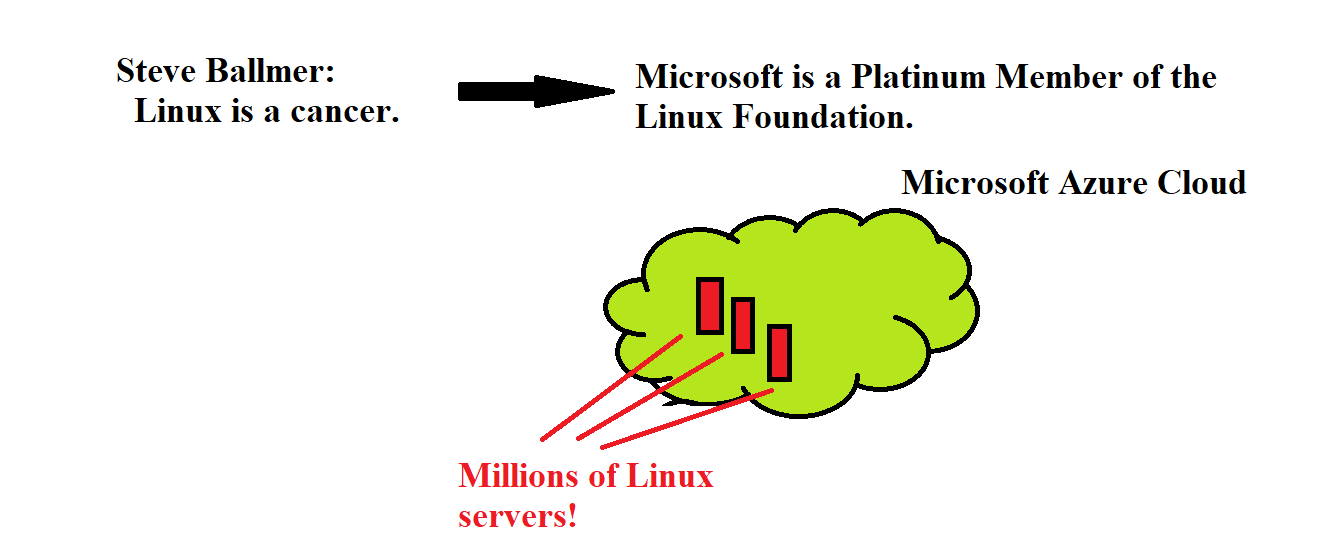 Steve Ballmer:
Linux is a cancer.
Microsoft is a Platinum Member of the
Linux Foundation.
Microsoft Azure Cloud
Millions of Linux
servers!